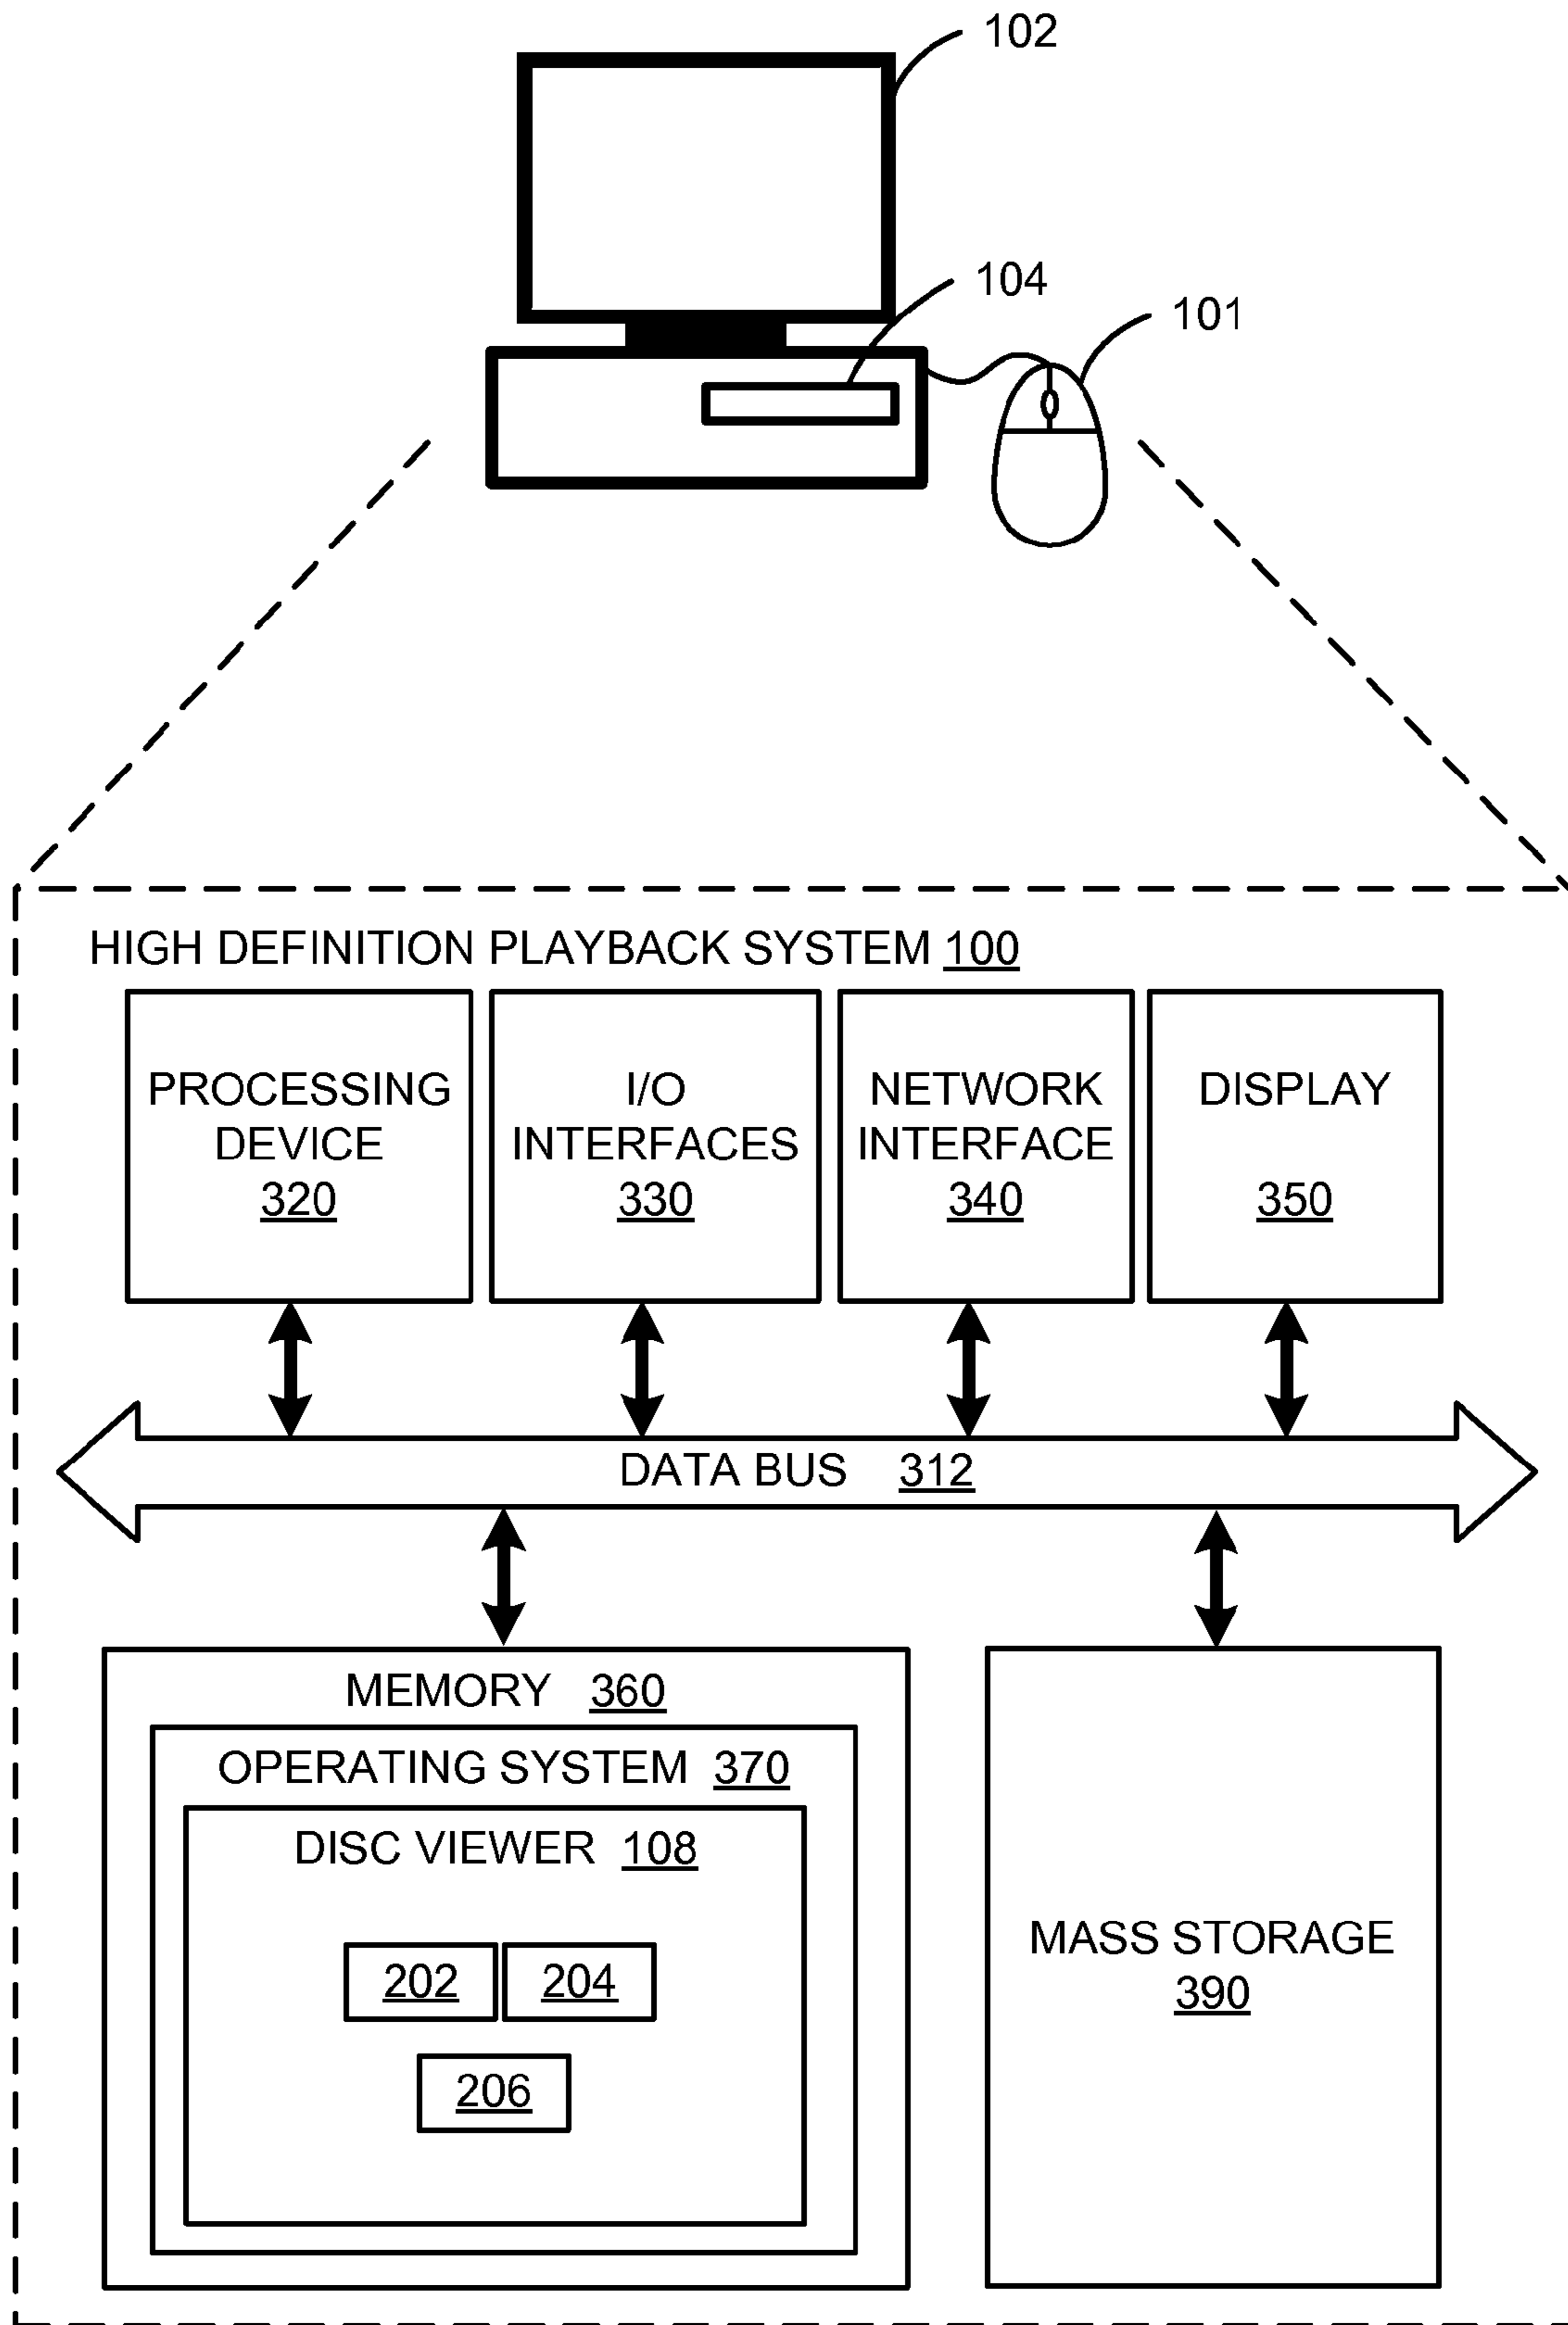 102
104
101
HIGH DEFINITION PLAYBACK SYSTEM 100
PROCESSING
DEVICE
320
I/O
INTERFACES
330
NETWORK
INTERFACE
340
DISPLAY
350
DATA BUS 312
MEMORY 360
OPERATING SYSTEM 370
DISC VIEWER 108
202
204
206
MASS STORAGE
390